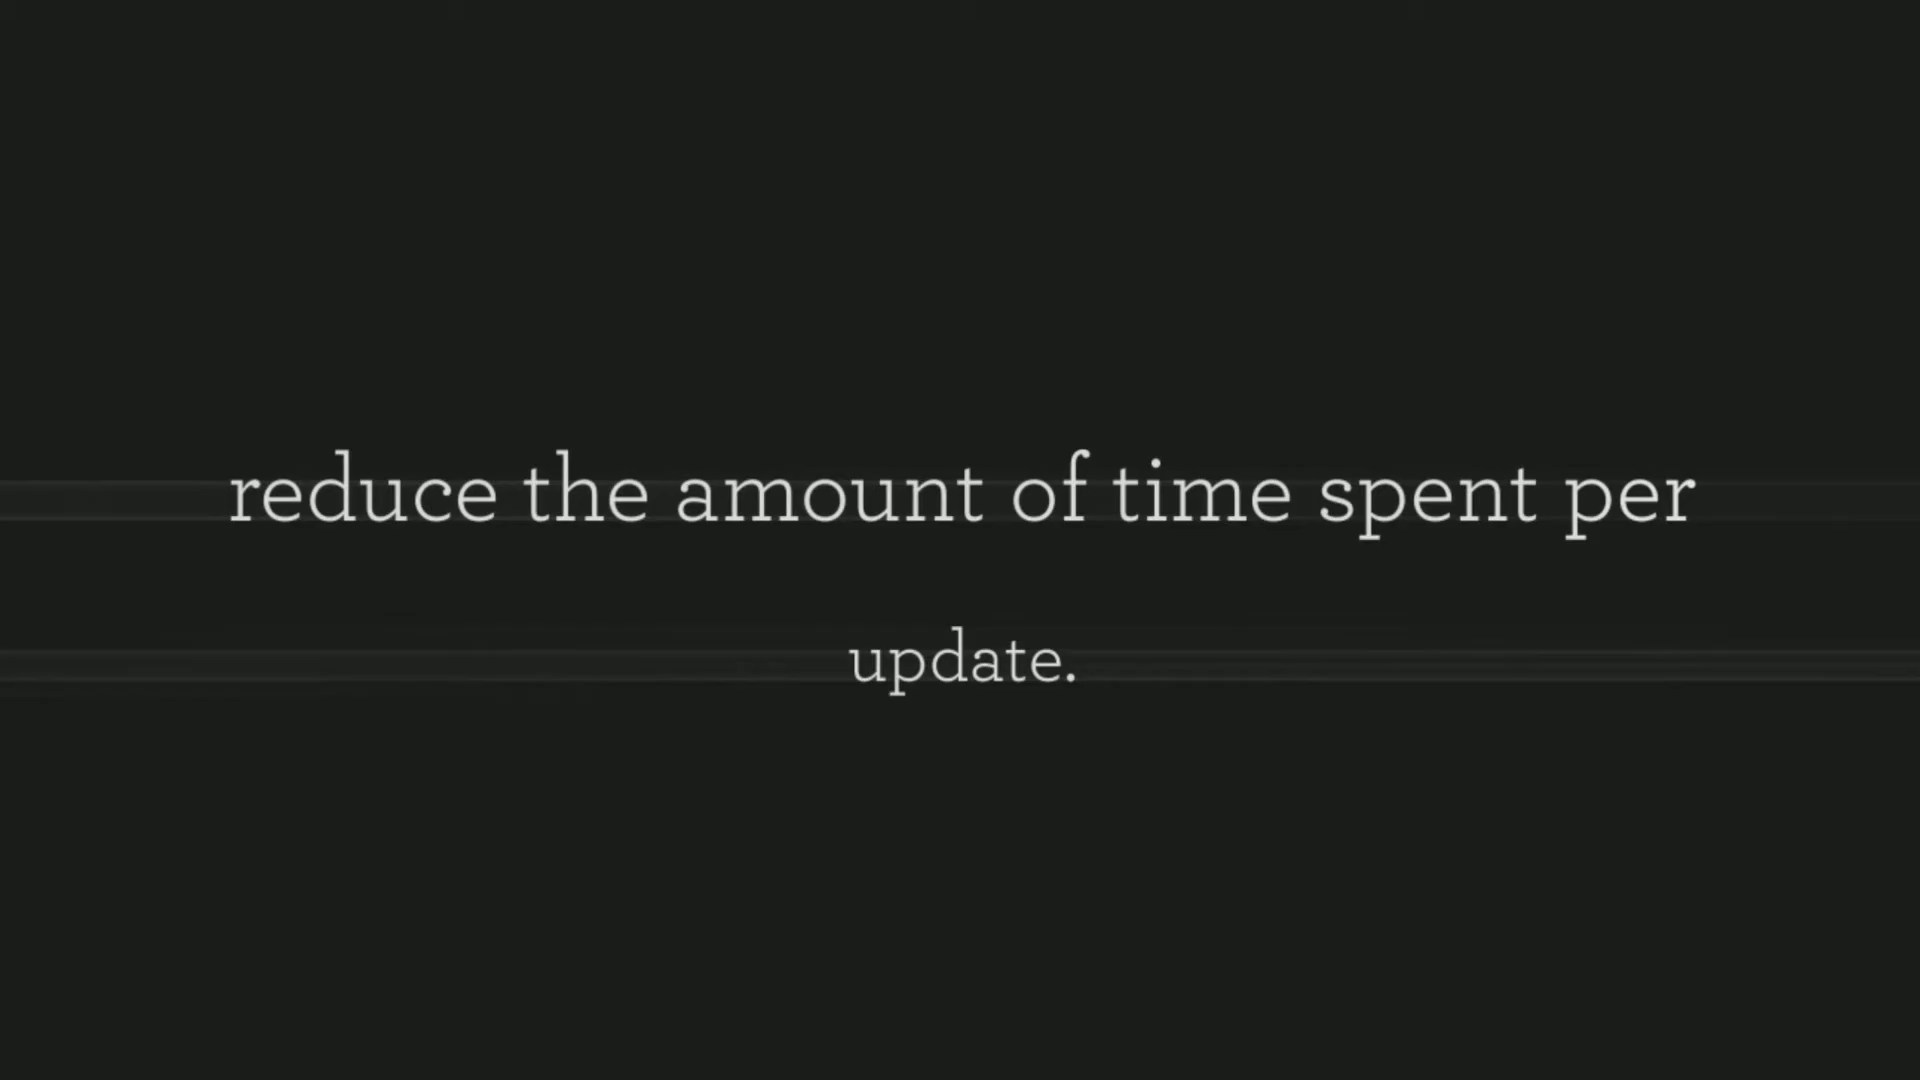 reduce the amount of time spent per
update.